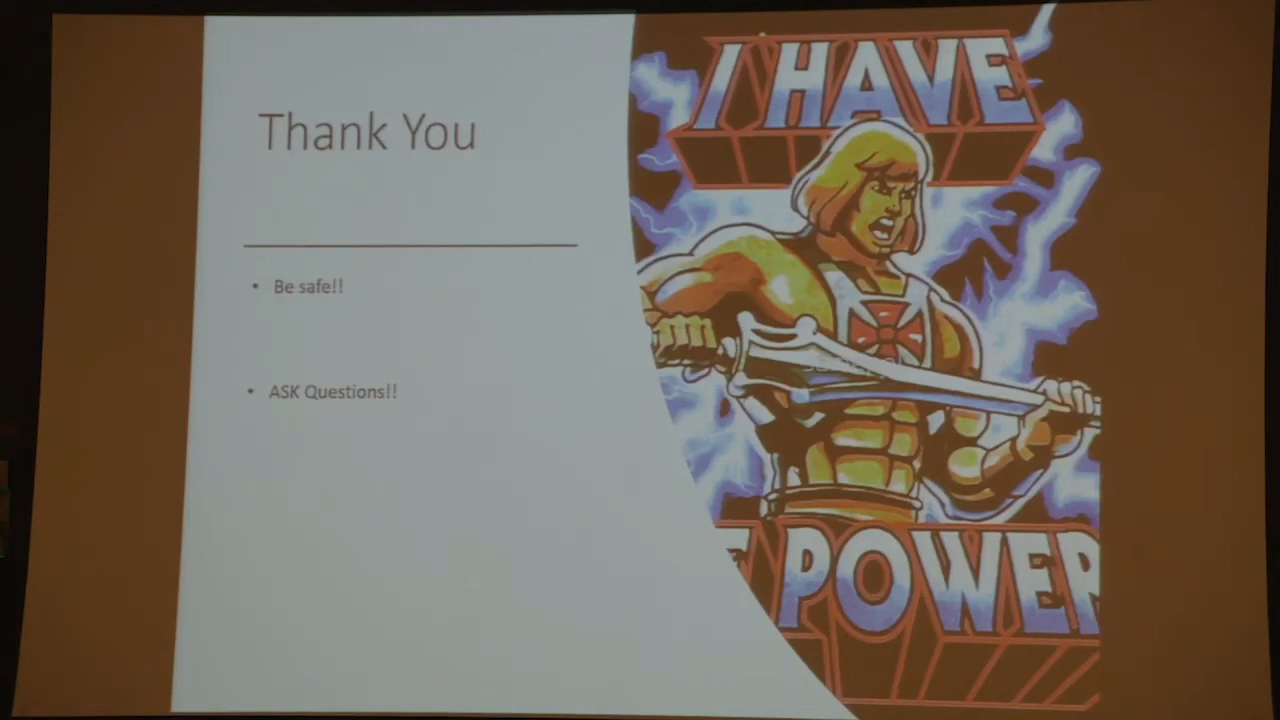 Thank You
• Be safe!!
• ASK Questions!!
I HAVE
E POWER